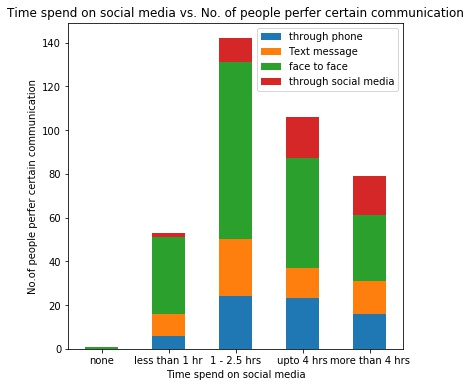 Time spend on social media vs. No. of people perfer certain communication
through phone
Text message
face to face
through social media
No.of people perfer certain communication
140
120
100
80
60
40
20
0
none less than 1 hr 1 - 2.5 hrs upto 4 hrs more than 4 hrs
Time spend on social media